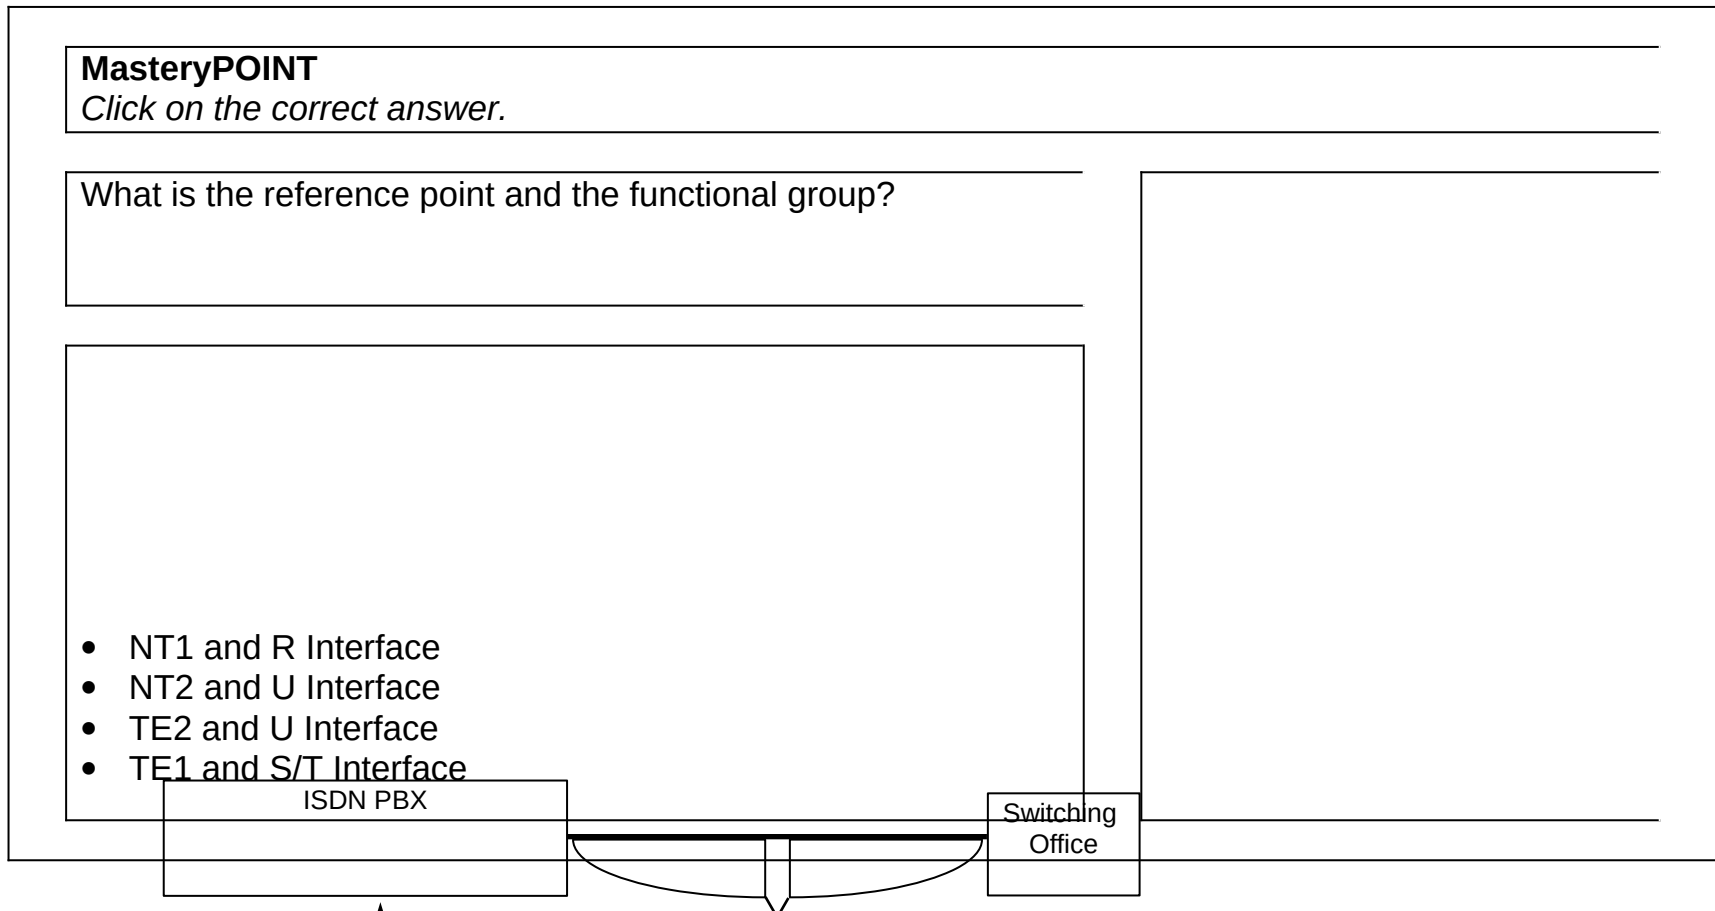 MasteryPOINT
Click on the correct answer.
What is the reference point and the functional group?
• NT1 and R Interface
• NT2 and U Interface
• TE2 and U Interface
• TE1 and S/T Interface
ISDN PBX
Switching
Office